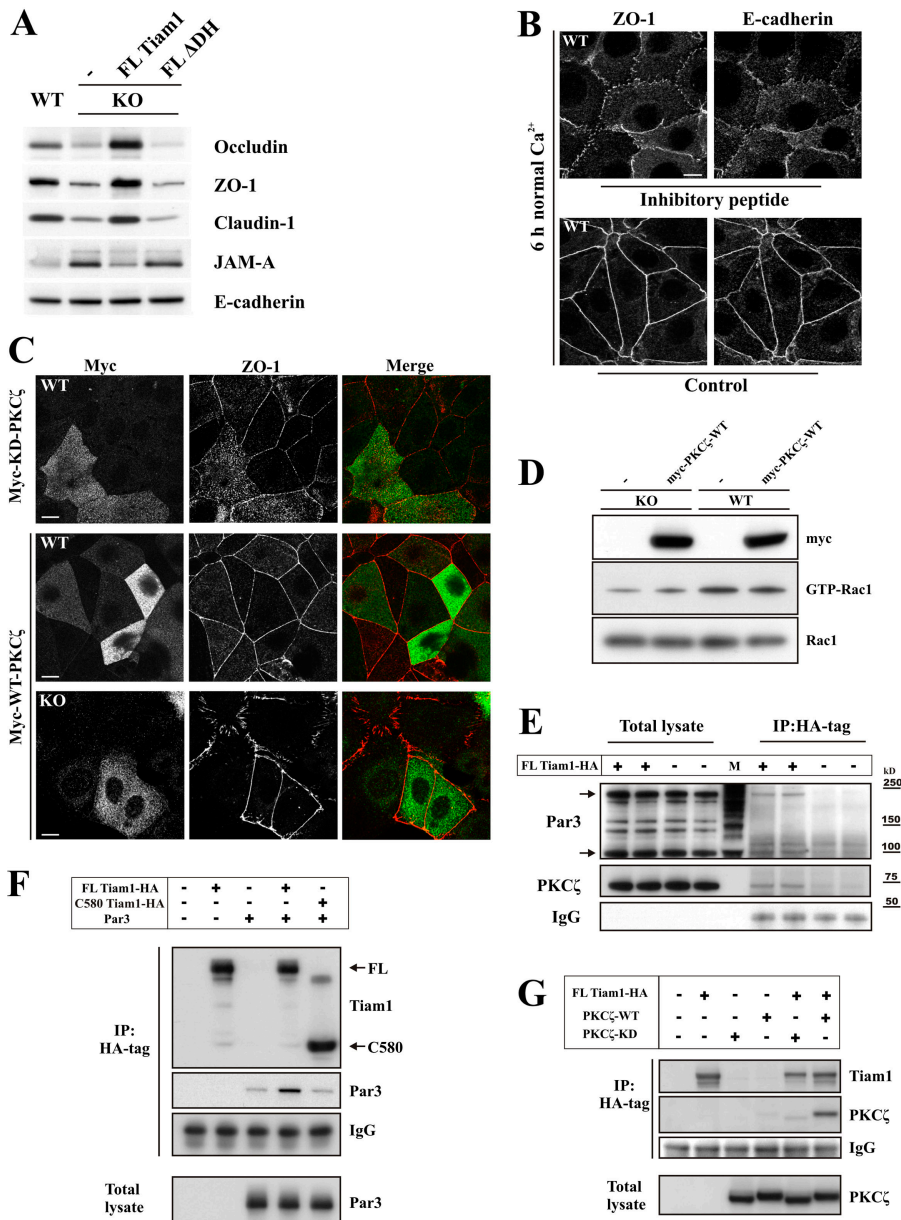 A
FL Tiam1
FL ΔDH
-
WT
KO
Occludin
ZO-1
Claudin-1
JAM-A
E-cadherin
B
ZO-1
E-cadherin
WT
6 h normal Ca2+
Inhibitory peptide
WT
Control
C
Myc
ZO-1
Merge
Myc-KD-PKCζ
WT
Myc-WT-PKCζ
WT
KO
D
- myc-PKCζ-WT - myc-PKCζ-WT
KO WT
myc
GTP-Rac1
Rac1
E
Total lysate IP:HA-tag
FL Tiam1-HA + + - - M + + - - kD
Par3
250
150
100
PKCζ
75
50
IgG
F
FL Tiam1-HA - + - + -
C580 Tiam1-HA - - - - +
Par3 - - + + +
IP:
HA-tag
FL
Tiam1
C580
Par3
IgG
Total
lysate
Par3
G
FL Tiam1-HA - + - - + +
PKCζ-WT - - - + - +
PKCζ-KD - - + - + -
IP:
HA-tag
Tiam1
PKCζ
IgG
Total
lysate
PKCζ